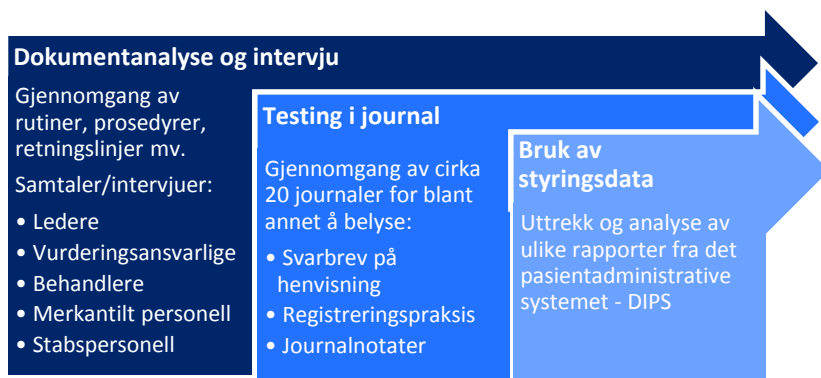 Dokumentanalyse og intervju
Gjennomgang av
rutiner, prosedyrer,
retningslinjer mv.
Samtaler/intervjuer:
• Ledere
• Vurderingsansvarlige
• Behandlere
• Merkantilt personell
• Stabspersonell
Testing i journal
Gjennomgang av cirka
20 journaler for blant
annet å belyse:
• Svarbrev på
henvisning
• Registreringspraksis
• Journalnotater
Bruk av
styringsdata
Uttrekk og analyse av
ulike rapporter fra det
pasientadministrative
systemet - DIPS